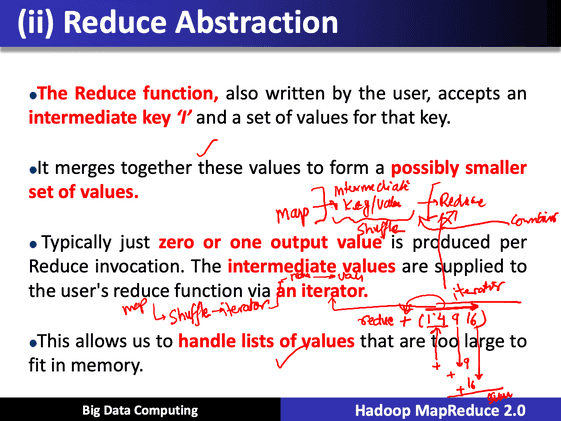 (ii) Reduce Abstraction
•The Reduce function, also written by the user, accepts an
intermediate key ‘I’ and a set of values for that key.
•It merges together these values to form a possibly smaller
set of values.
Intermediate
Map
Key/Value
Reduce
Shuffle
• Typically just zero or one output value is produced per
Reduce invocation. The intermediate values are supplied to
the user's reduce function via an iterator.
iterator
map
Shuffle iterator
reduce + (1 4 9 16)
•This allows us to handle lists of values that are too large to
fit in memory.
+ 9
+ 16
Big Data Computing
Hadoop MapReduce 2.0